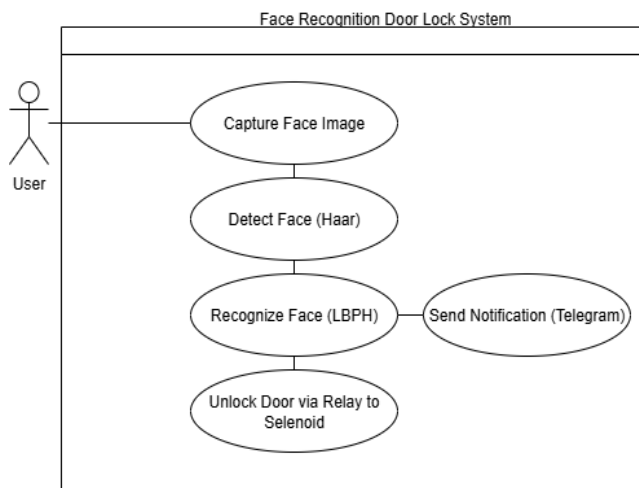 Face Recognition Door Lock System
Capture Face Image
User
Detect Face (Haar)
Recognize Face (LBPH)
Send Notification (Telegram)
Unlock Door via Relay to
Selenoid